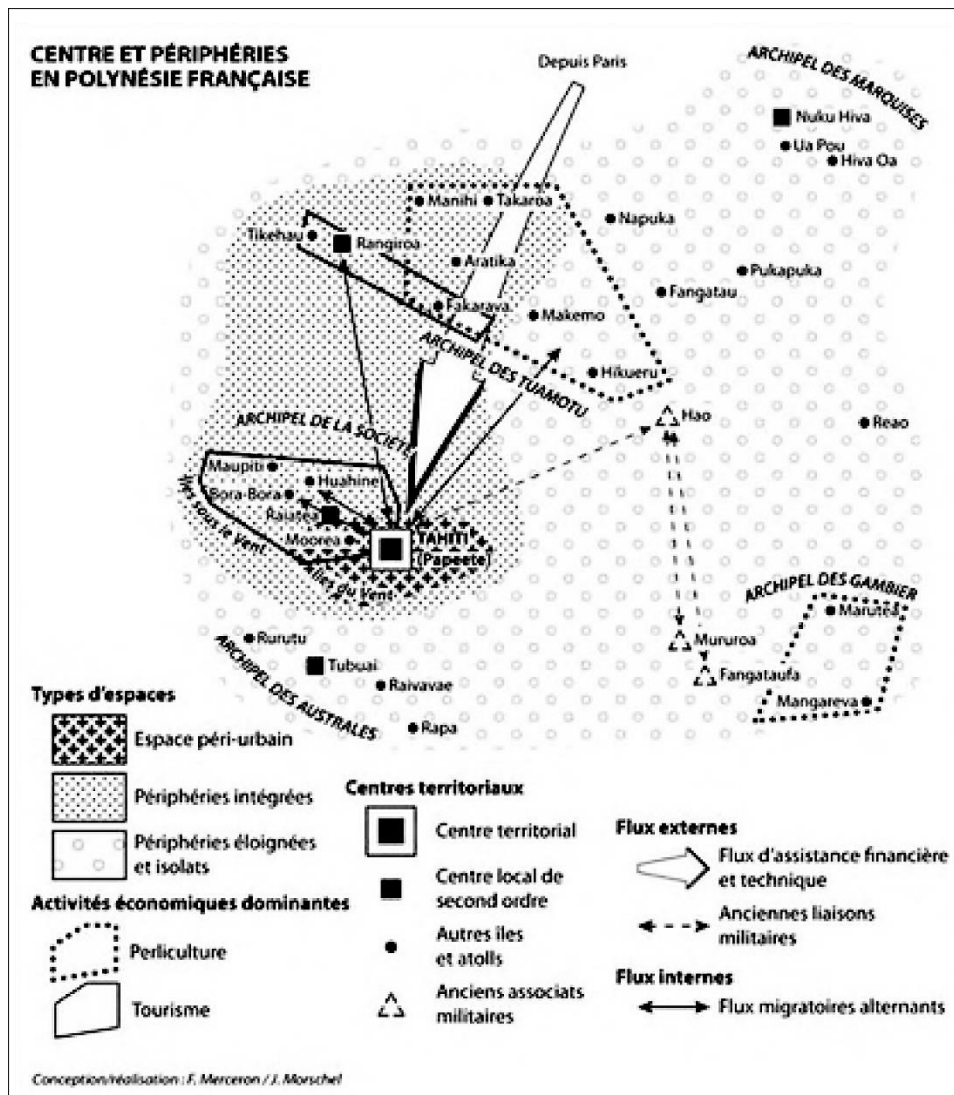 CENTRE ET PÉRIPHÉRIES
EN POLYNÉSIE FRANÇAISE
Depuis Paris
ARCHIPEL DES MARQUISES
Nuku Hiva
Ua Pou
Hiva Oa
Manihi
Takaroa
Napuka
Tikehau
Rangiroa
Aratika
Pukapuka
Fangatau
Fakarava
Makemo
ARCHIPEL DES TUAMOTU
Hikueru
Hao
Reao
ARCHIPEL DE LA SOCIÉTÉ
Maupiti
Huahine
Bora-Bora
Raiatea
Îles sous le Vent
Moorea
TAHITI
(Papeete)
Îles du Vent
ARCHIPEL DES GAMBIER
Marutea
Mururoa
Fangataufa
Mangareva
Rurutu
Tubuai
Raivavae
Rapa
ARCHIPEL DES AUSTRALES
Types d'espaces
Espace péri-urbain
Périphéries intégrées
Périphéries éloignées
et isolats
Activités économiques dominantes
Perliculture
Tourisme
Centres territoriaux
Centre territorial
Centre local de
second ordre
Autres îles
et atolls
Anciens associats
militaires
Flux externes
Flux d'assistance financière
et technique
Anciennes liaisons
militaires
Flux internes
Flux migratoires alternants
Conception/réalisation : F. Merceron / J. Morschel